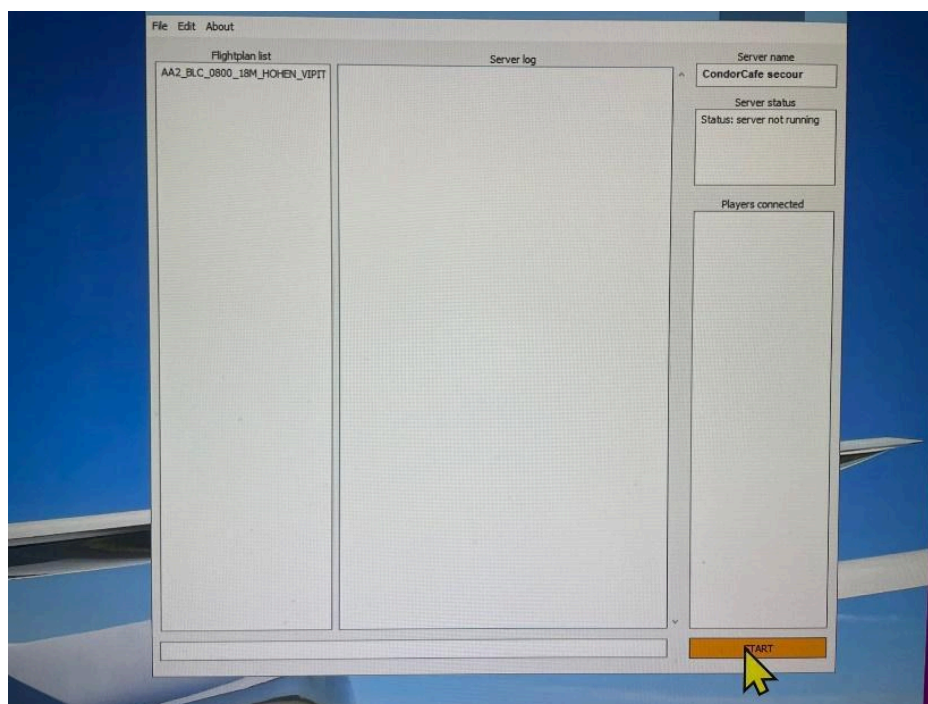 File Edit About
Flightplan list
AA2_BLC_0800_18M_HOHEN_VIPIT
Server log
Server name
CondorCafe secour
Server status
Status: server not running
Players connected
START